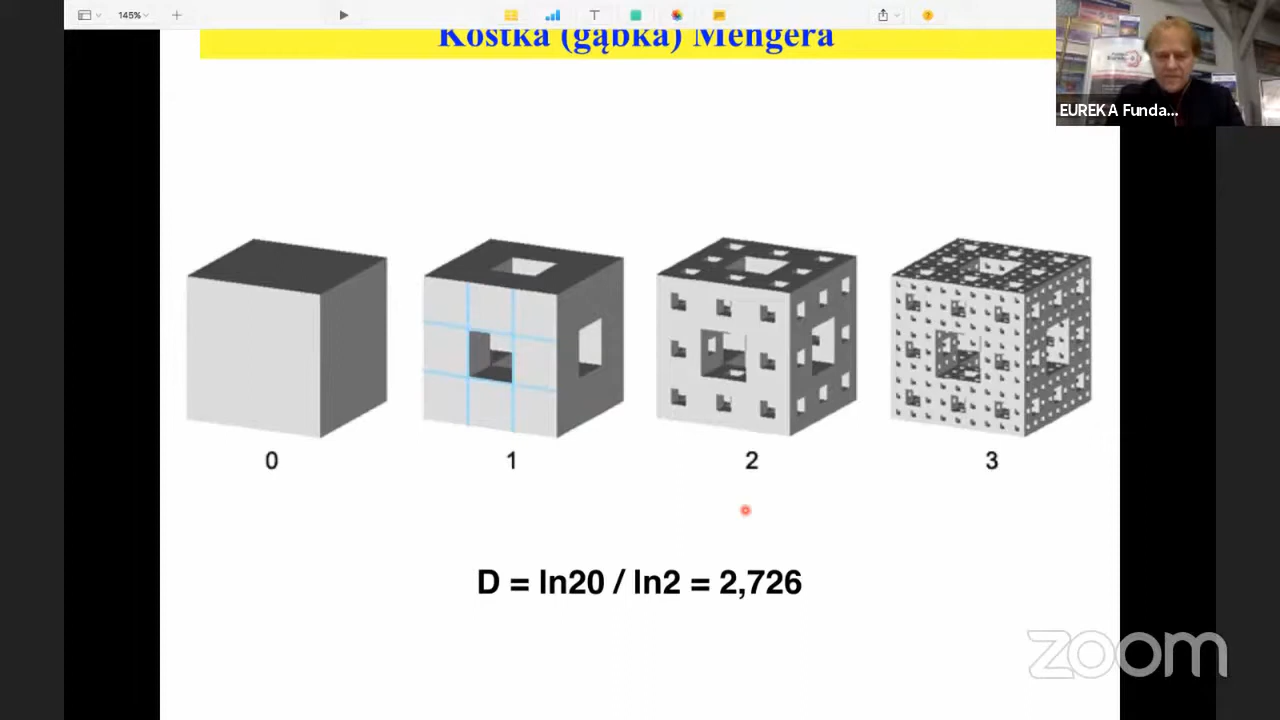 145%
Kostka (gąbka) Mengera
EUREKA Funda...
0
1
2
3
D = ln20 / ln2 = 2,726
zoom